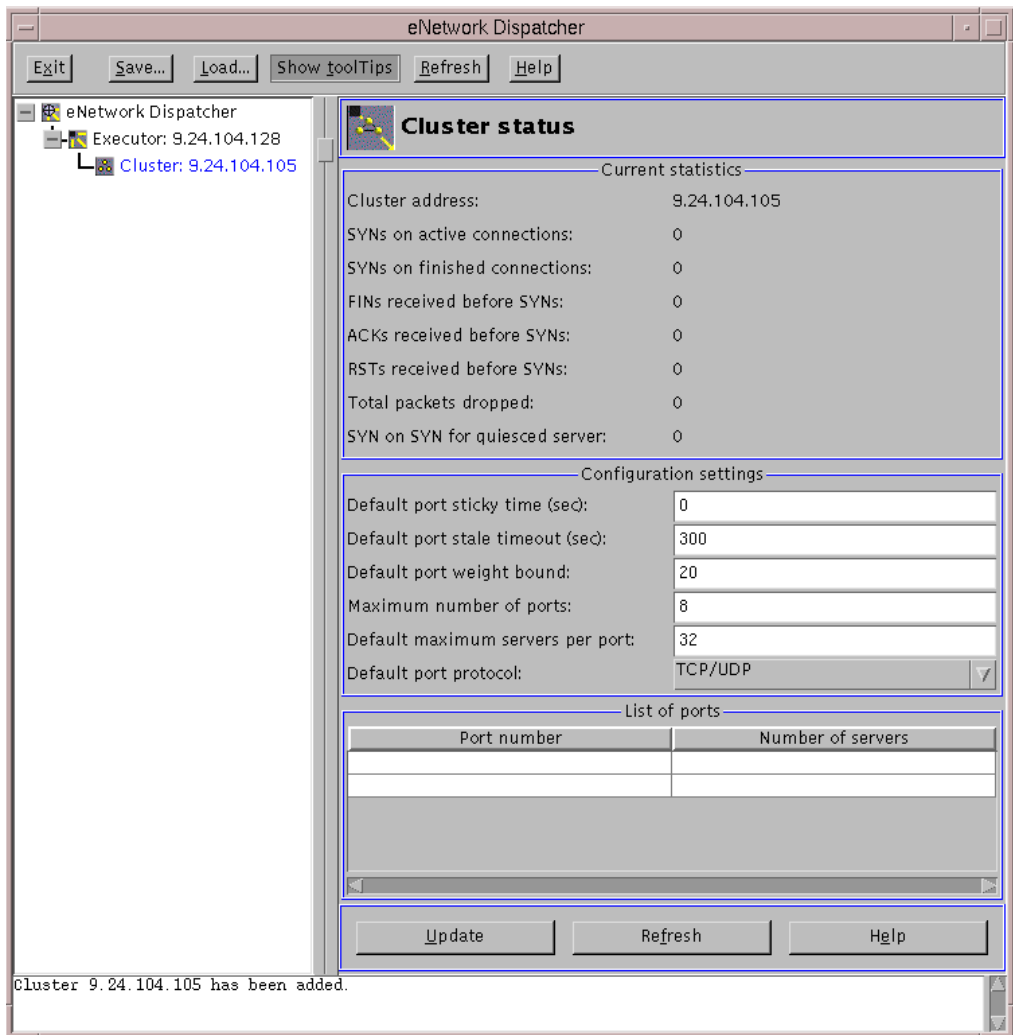 eNetwork Dispatcher
Exit Save... Load... Show toolTips Refresh Help
eNetwork Dispatcher
Executor: 9.24.104.128
Cluster: 9.24.104.105
Cluster status
Current statistics
Cluster address: 9.24.104.105
SYNs on active connections: 0
SYNs on finished connections: 0
FINs received before SYNs: 0
ACKs received before SYNs: 0
RSTs received before SYNs: 0
Total packets dropped: 0
SYN on SYN for quiesced server: 0
Configuration settings
Default port sticky time (sec): 0
Default port stale timeout (sec): 300
Default port weight bound: 20
Maximum number of ports: 8
Default maximum servers per port: 32
Default port protocol: TCP/UDP
List of ports
Port number Number of servers
Update Refresh Help
Cluster 9.24.104.105 has been added.